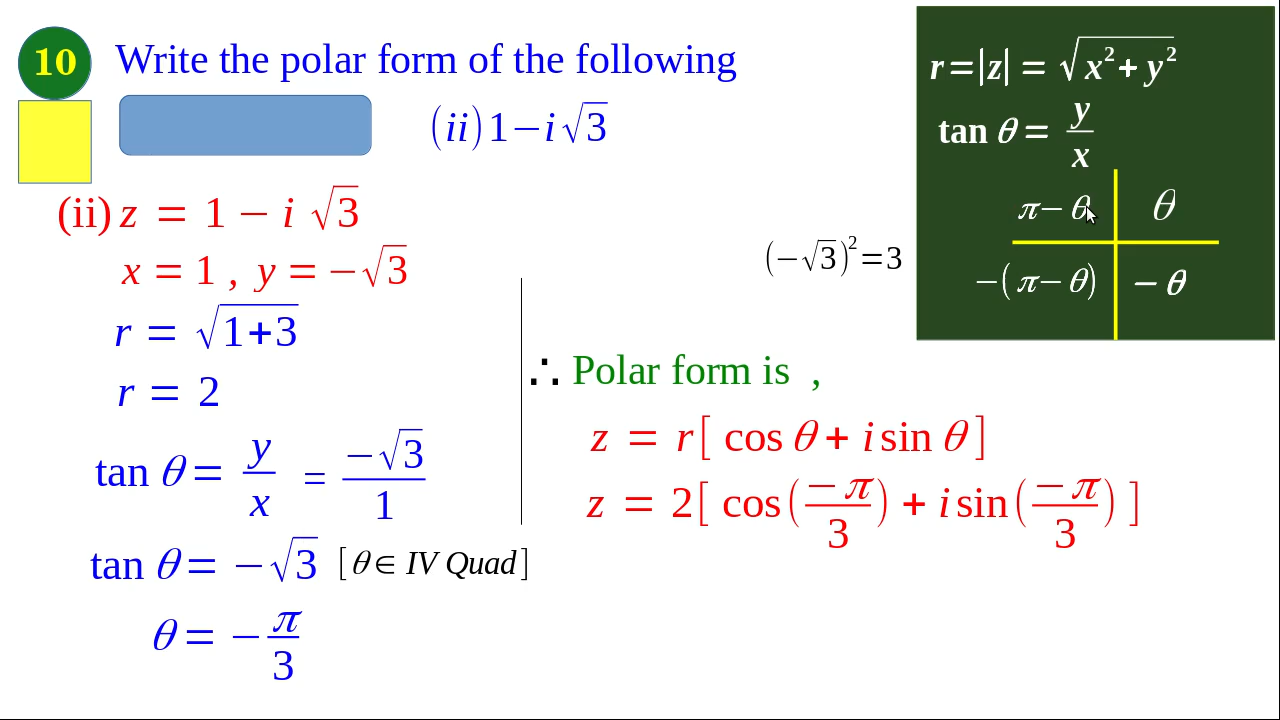 10 Write the polar form of the following
(ii) 1 − i √3
(ii) z = 1 − i √3
x = 1 , y = −√3
r = √1+3
r = 2
tan θ = y/x = −√3/1
tan θ = −√3 [θ ∈ IV Quad]
θ = −π/3
(−√3)² = 3
∴ Polar form is ,
z = r[ cos θ + i sin θ ]
z = 2[ cos(−π/3) + i sin(−π/3) ]
r = |z| = √x² + y²
tan θ = y/x
π − θ θ
−( π − θ) − θ